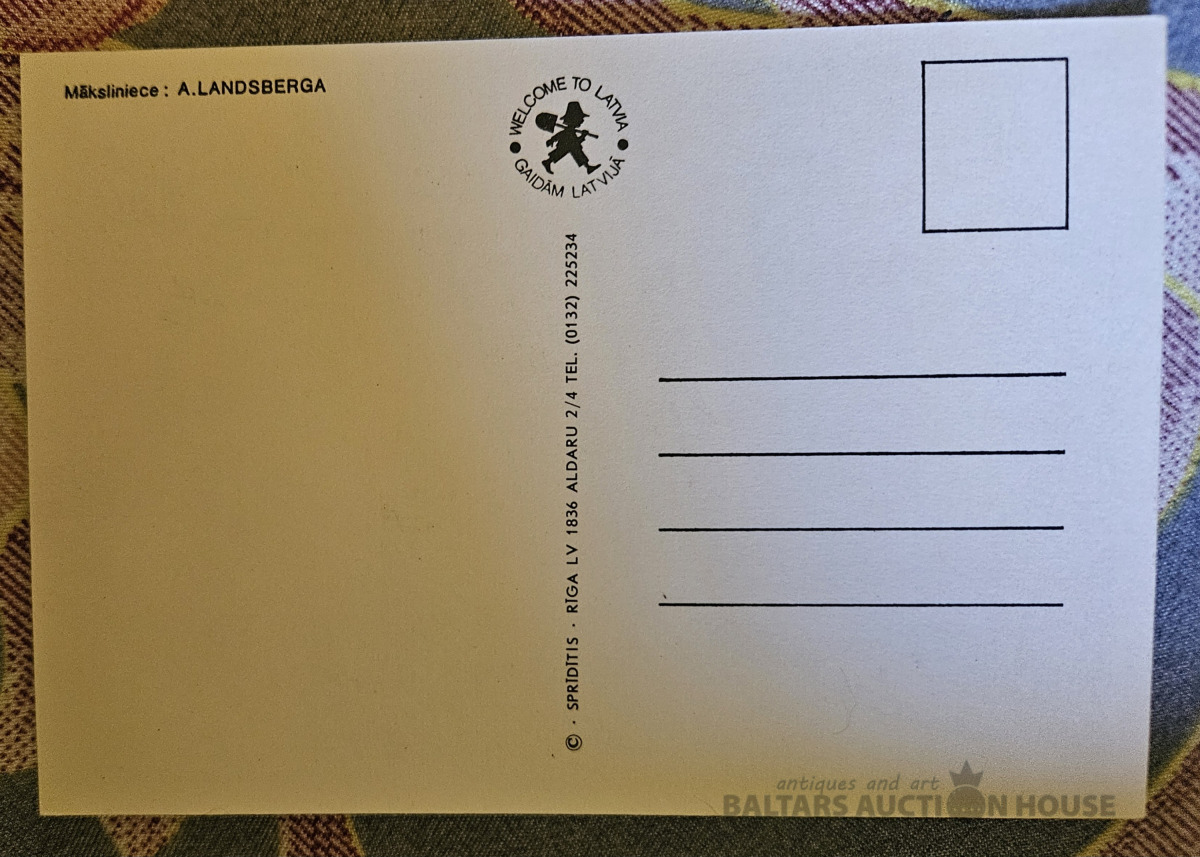 Māksliniece : A.LANDSBERGA
• WELCOME TO LATVIA •
GAIDĀM LATVIJĀ
© · SPRĪDĪTIS · RĪGA LV 1836 ALDARU 2/4 TEL. (0132) 225234
antiques and art
BALTARS AUCTION HOUSE